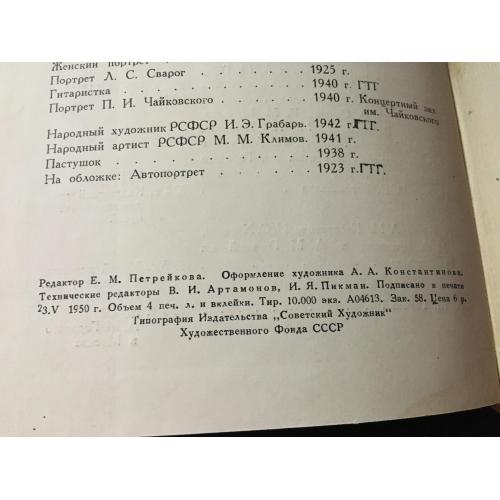 Женский портрет
Портрет Л. С. Сварог . . . . . . . 1925 г.
Гитаристка . . . . . . . . . . . 1940 г. ГТГ
Портрет П. И. Чайковского . . . . . 1940 г. Концертный зал
им. Чайковского
Народный художник РСФСР И. Э. Грабарь. 1942 г. ГТГ.
Народный артист РСФСР М. М. Климов. 1941 г.
Пастушок . . . . . . . . . . . . 1938 г.
На обложке: Автопортрет . . . . . . 1923 г. ГТГ.
Редактор Е. М. Петрейкова. Оформление художника А. А. Константинова.
Технические редакторы В. И. Артамонов, И. Я. Пикман. Подписано к печати
23.V 1950 г. Объем 4 печ. л. и вклейки. Тир. 10.000 экз. А04613. Зак. 58. Цена 6 р.
Типография Издательства „Советский Художник"
Художественного Фонда СССР